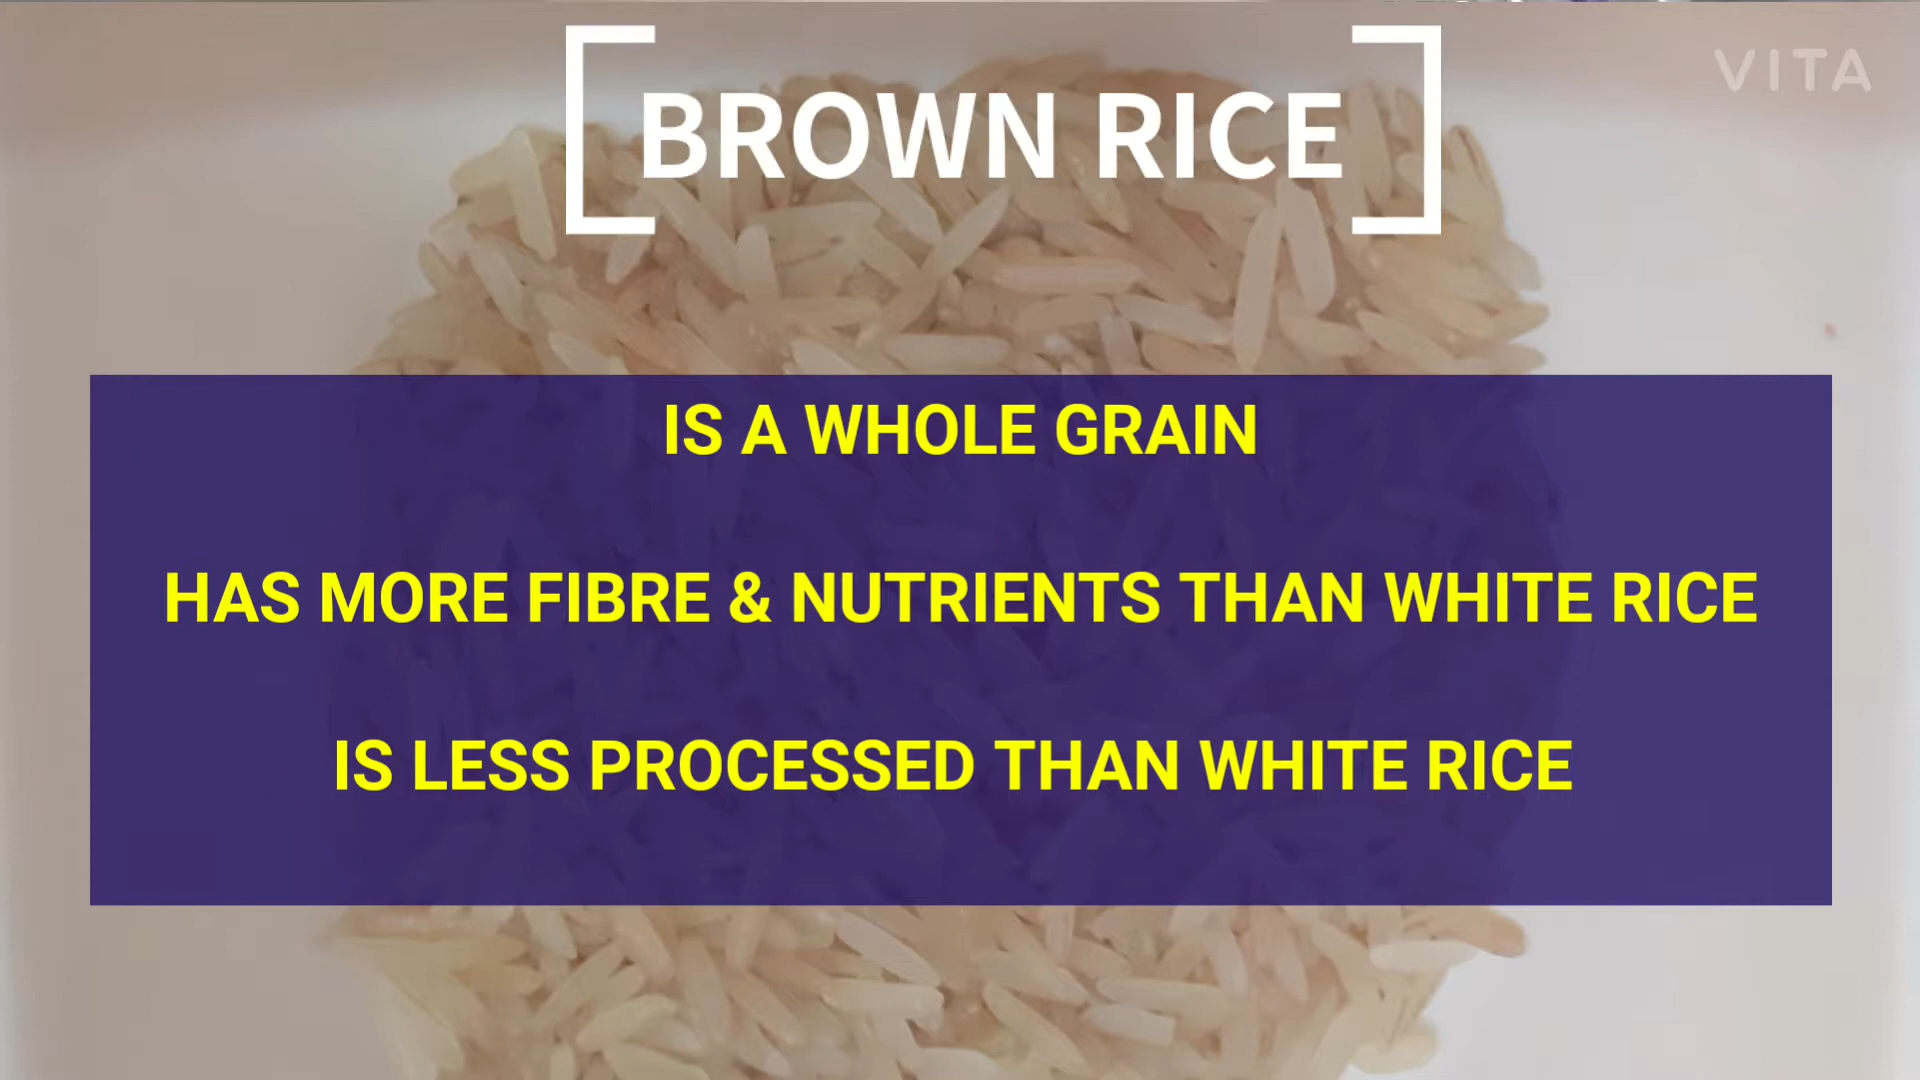 VITA
BROWN RICE
IS A WHOLE GRAIN
HAS MORE FIBRE & NUTRIENTS THAN WHITE RICE
IS LESS PROCESSED THAN WHITE RICE